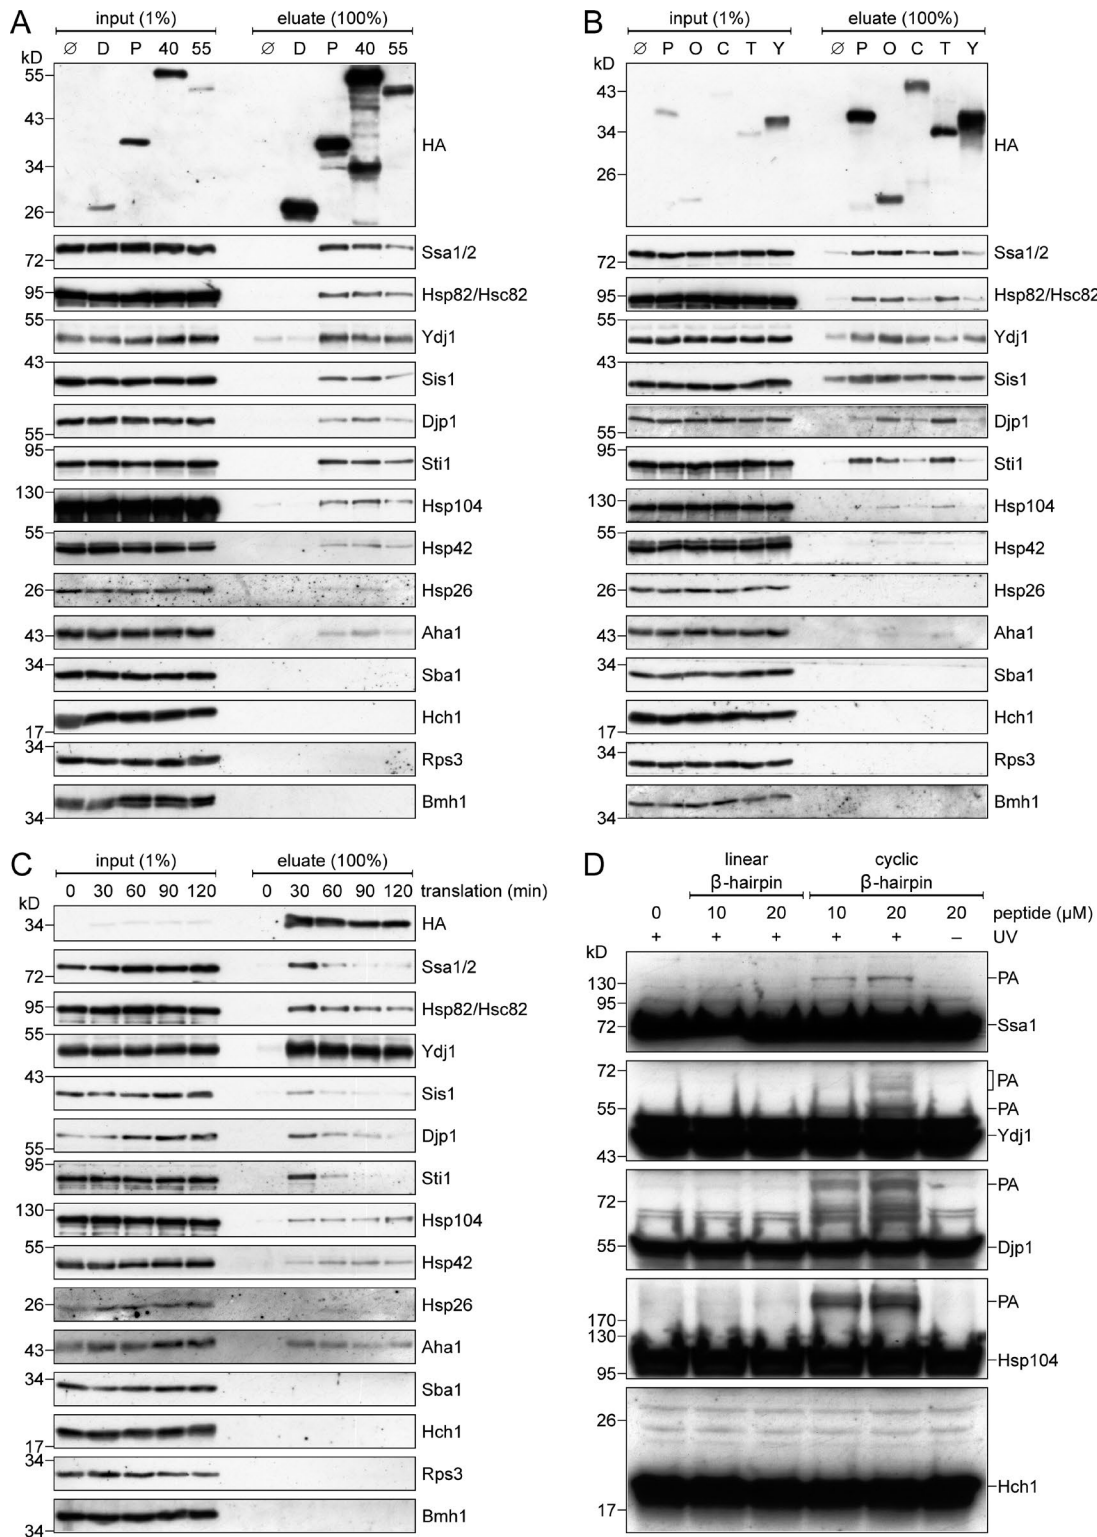 A
input (1%) eluate (100%)
∅ D P 40 55 ∅ D P 40 55
kD
55
43
34
26
HA
72
Ssa1/2
95
Hsp82/Hsc82
55
Ydj1
43
Sis1
55
Djp1
95
Sti1
130
Hsp104
55
Hsp42
26
Hsp26
43
Aha1
34
Sba1
17
Hch1
34
Rps3
34
Bmh1
B
input (1%) eluate (100%)
∅ P O C T Y ∅ P O C T Y
kD
43
34
26
HA
72
Ssa1/2
95
Hsp82/Hsc82
55
Ydj1
43
Sis1
55
Djp1
95
Sti1
130
Hsp104
55
Hsp42
26
Hsp26
43
Aha1
34
Sba1
17
Hch1
34
Rps3
34
Bmh1
C
input (1%) eluate (100%)
0 30 60 90 120 0 30 60 90 120 translation (min)
kD
34
HA
72
Ssa1/2
95
Hsp82/Hsc82
55
Ydj1
43
Sis1
55
Djp1
95
Sti1
130
Hsp104
55
Hsp42
26
Hsp26
43
Aha1
34
Sba1
17
Hch1
34
Rps3
34
Bmh1
D
linear cyclic
β-hairpin β-hairpin
0 10 20 10 20 20 peptide (μM)
+ + + + + – UV
kD
130
95
72
PA
Ssa1
72
55
43
PA
PA
Ydj1
72
55
PA
Djp1
170
130
95
PA
Hsp104
26
17
Hch1